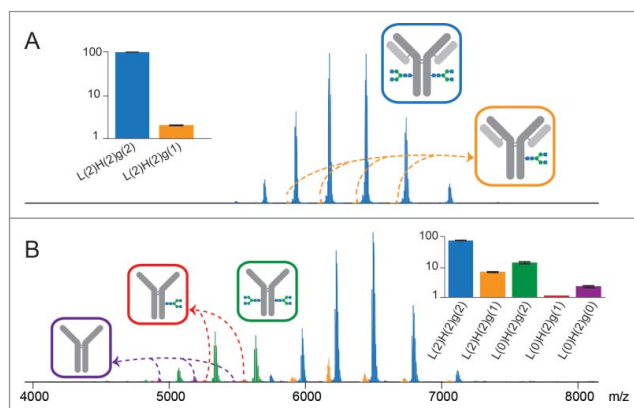 A
100
10
1
L(2)H(2)g(2)
L(2)H(2)g(1)
B
100
10
1
L(2)H(2)g(2)
L(2)H(2)g(1)
L(0)H(2)g(2)
L(0)H(2)g(1)
L(0)H(2)g(0)
4000
5000
6000
7000
8000
m/z